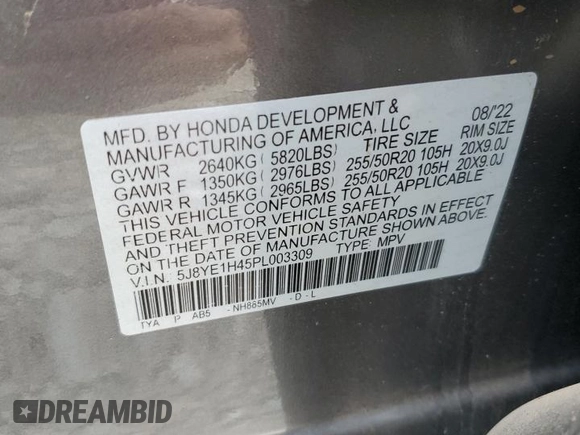 MFD. BY HONDA DEVELOPMENT &
MANUFACTURING OF AMERICA, LLC 08/'22
TIRE SIZE RIM SIZE
GVWR 2640KG ( 5820LBS)
GAWR F 1350KG ( 2976LBS) 255/50R20 105H 20X9.0J
GAWR R 1345KG ( 2965LBS) 255/50R20 105H 20X9.0J
THIS VEHICLE CONFORMS TO ALL APPLICABLE
FEDERAL MOTOR VEHICLE SAFETY
AND THEFT PREVENTION STANDARDS IN EFFECT
ON THE DATE OF MANUFACTURE SHOWN ABOVE.
V.I.N. 5J8YE1H45PL003309 TYPE: MPV
TYA P AB5 - NH885MV - D - L
DREAMBID